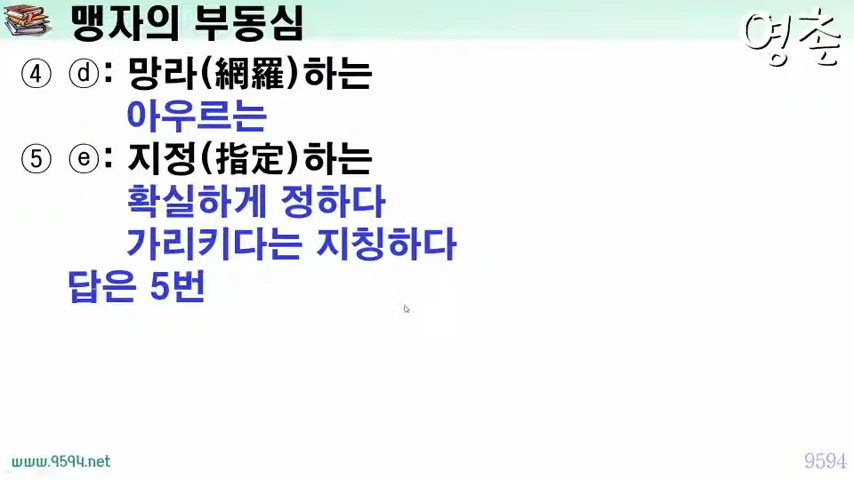 맹자의 부동심
영촌
④ ⓓ: 망라(網羅)하는
아우르는
⑤ ⓔ: 지정(指定)하는
확실하게 정하다
가리키다는 지칭하다
답은 5번
www.9594.net
9594